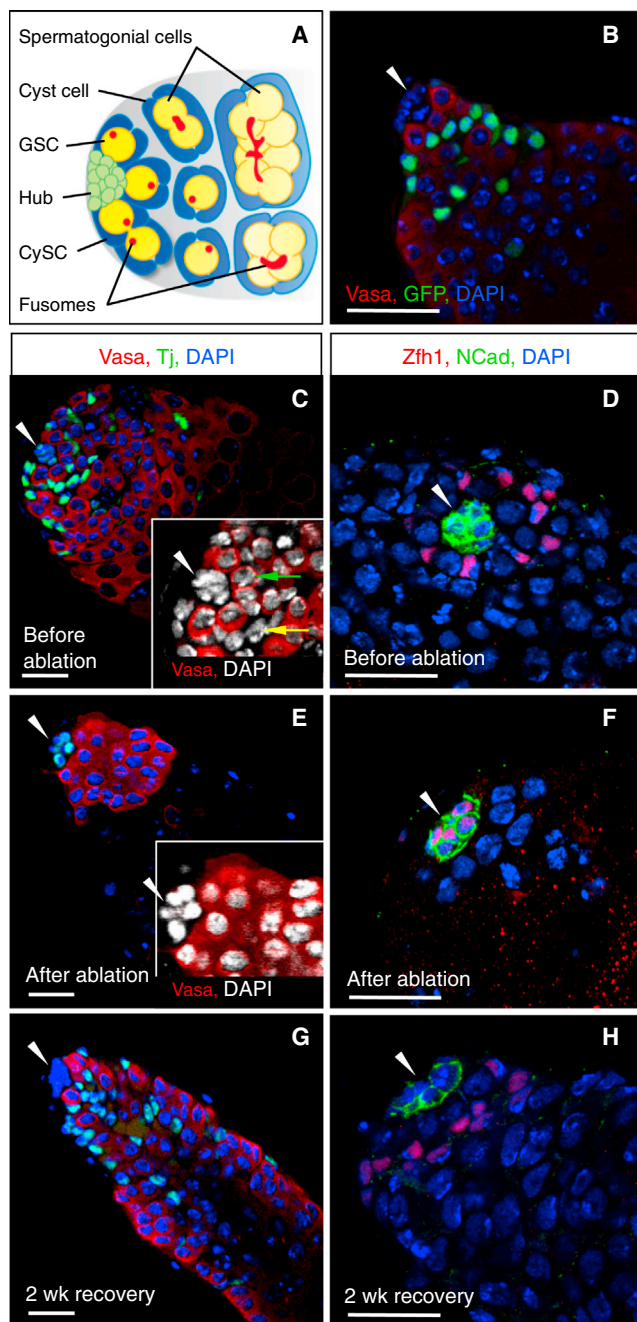 A
Spermatogonial cells
Cyst cell
GSC
Hub
CySC
Fusomes
B
Vasa, GFP, DAPI
Vasa, Tj, DAPI
Zfh1, NCad, DAPI
C
Before
ablation
Vasa, DAPI
D
Before ablation
E
After ablation
Vasa, DAPI
F
After ablation
G
2 wk recovery
H
2 wk recovery